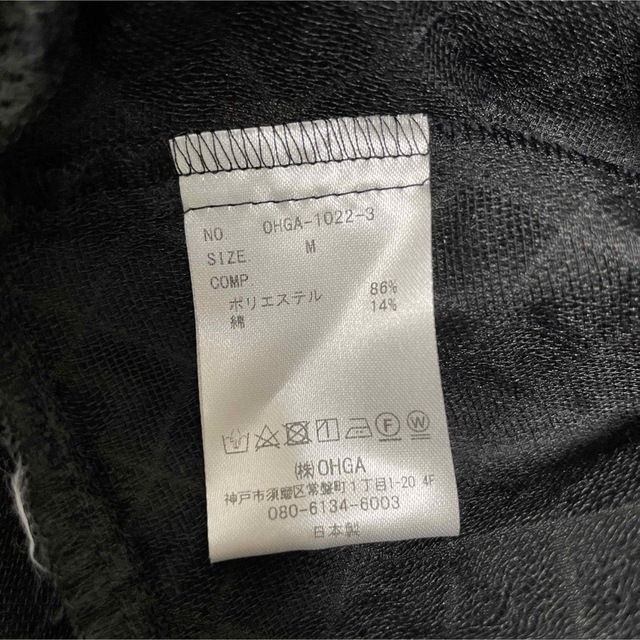 NO OHGA-1022-3
SIZE. M
COMP.
ポリエステル 86%
綿 14%
F W
(株)OHGA
神戸市須磨区常盤町1丁目1-20 4F
080-6134-6003
日本製